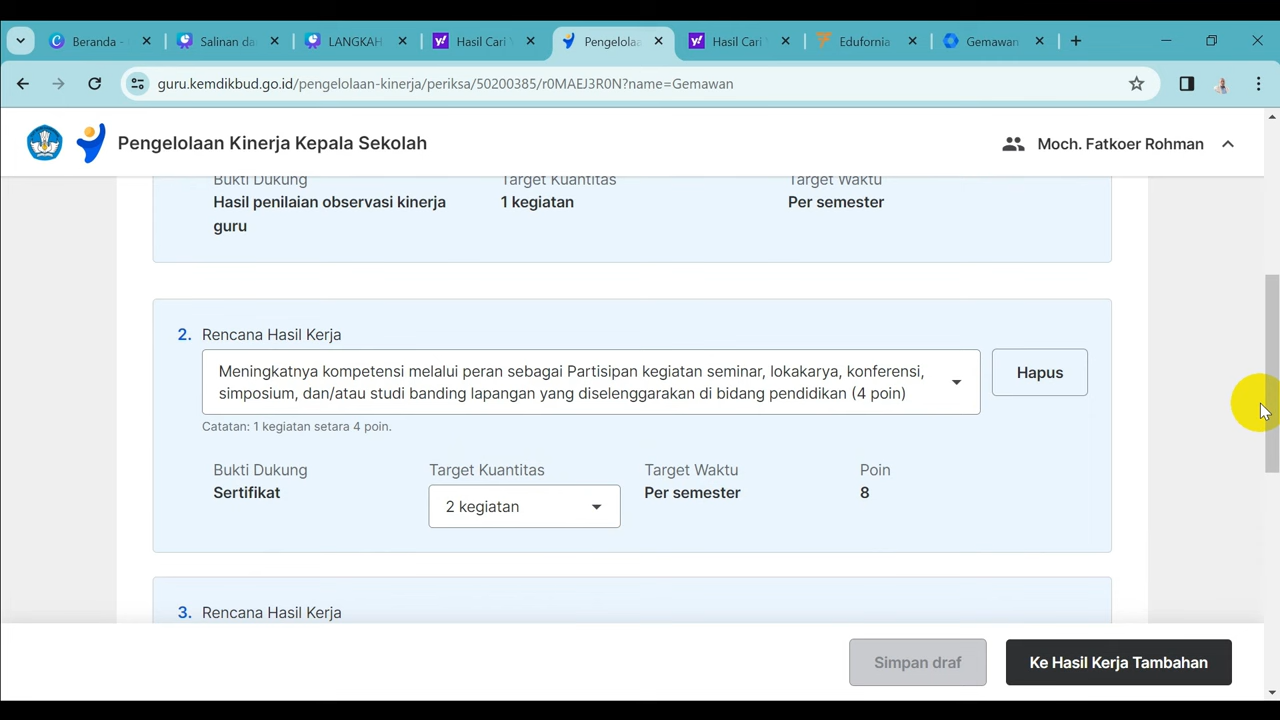 Beranda -
Salinan da
LANGKAH
Hasil Cari Y
Pengelola
Hasil Cari
Edufornia
Gemawan
guru.kemdikbud.go.id/pengelolaan-kinerja/periksa/50200385/r0MAEJ3R0N?name=Gemawan
Pengelolaan Kinerja Kepala Sekolah
Moch. Fatkoer Rohman
Bukti Dukung
Target Kuantitas
Target Waktu
Hasil penilaian observasi kinerja
guru
1 kegiatan
Per semester
2. Rencana Hasil Kerja
Meningkatnya kompetensi melalui peran sebagai Partisipan kegiatan seminar, lokakarya, konferensi,
simposium, dan/atau studi banding lapangan yang diselenggarakan di bidang pendidikan (4 poin)
Hapus
Catatan: 1 kegiatan setara 4 poin.
Bukti Dukung
Target Kuantitas
Target Waktu
Poin
Sertifikat
2 kegiatan
Per semester
8
3. Rencana Hasil Kerja
Simpan draf
Ke Hasil Kerja Tambahan